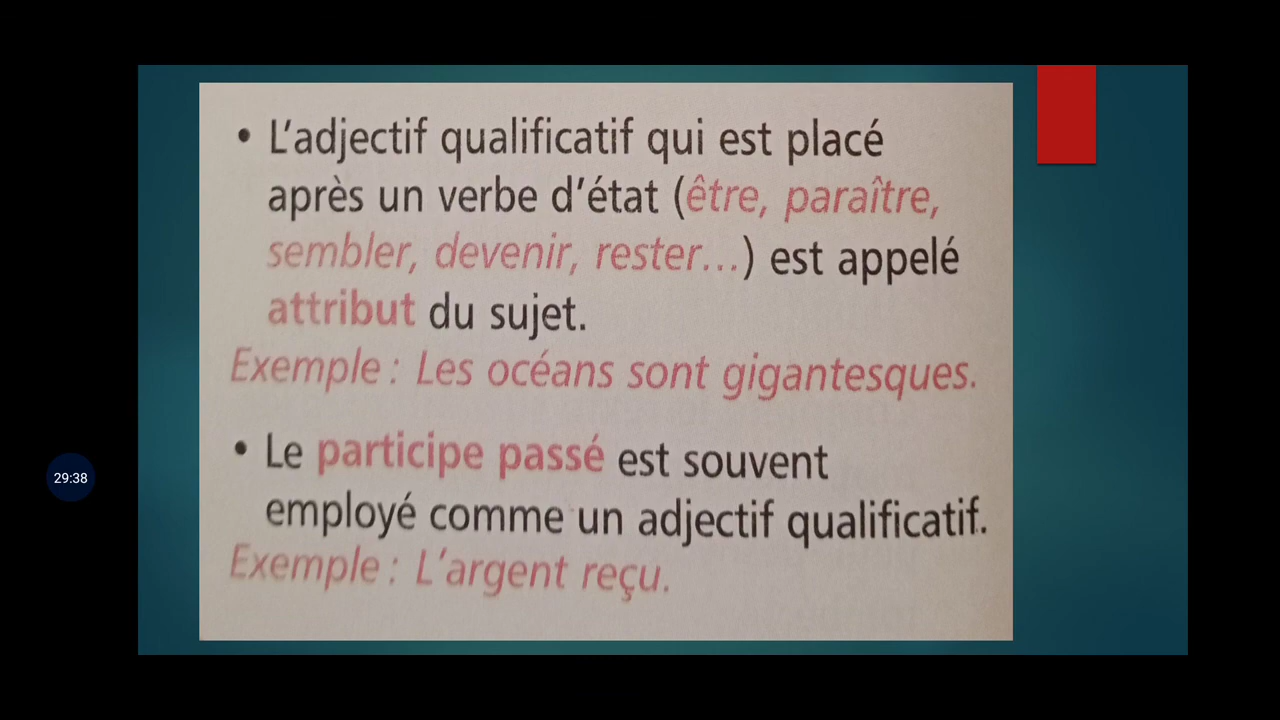 • L'adjectif qualificatif qui est placé
après un verbe d'état (être, paraître,
sembler, devenir, rester...) est appelé
attribut du sujet.
Exemple : Les océans sont gigantesques.
• Le participe passé est souvent
employé comme un adjectif qualificatif.
Exemple : L'argent reçu.
29:38